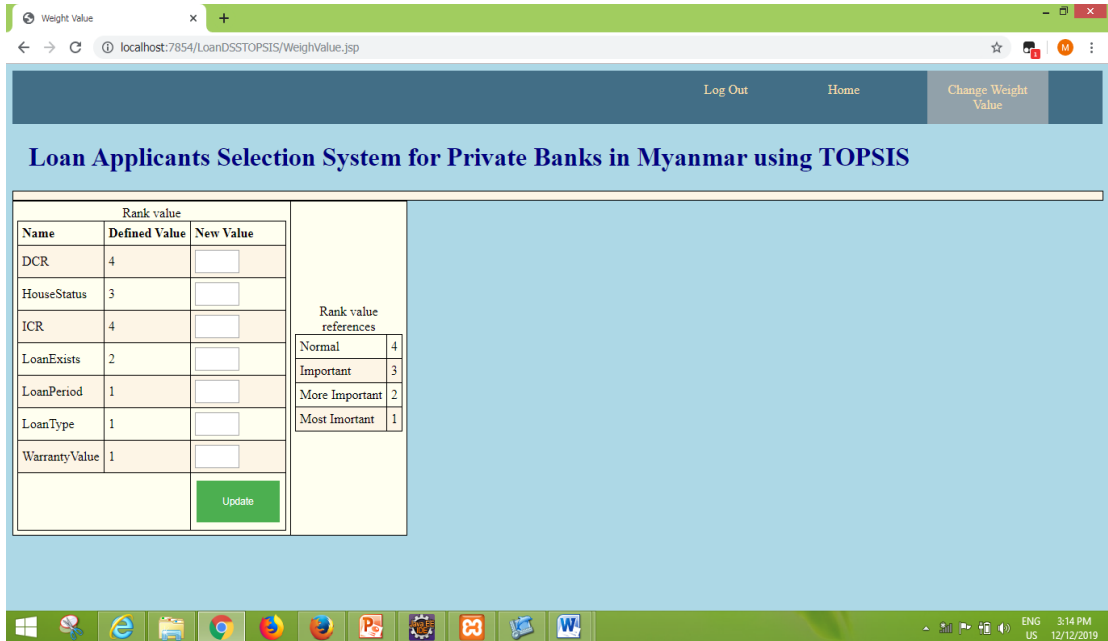 Weight Value
localhost:7854/LoanDSSTOPSIS/WeighValue.jsp
M
Log Out Home Change Weight
Value
Loan Applicants Selection System for Private Banks in Myanmar using TOPSIS
Rank value
Name Defined Value New Value
DCR 4
HouseStatus 3
ICR 4
LoanExists 2
LoanPeriod 1
LoanType 1
WarrantyValue 1
Update
Rank value
references
Normal 4
Important 3
More Important 2
Most Imortant 1
ENG 3:14 PM
US 12/12/2019